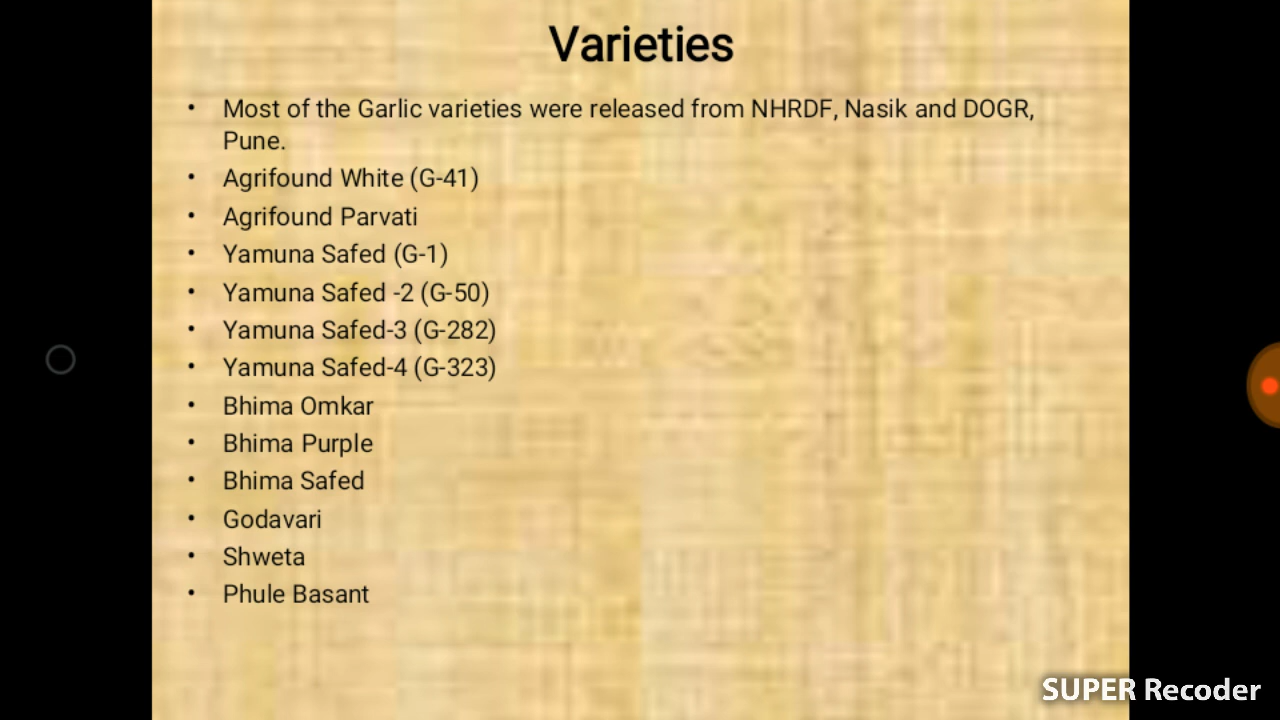 Varieties
• Most of the Garlic varieties were released from NHRDF, Nasik and DOGR,
Pune.
• Agrifound White (G-41)
• Agrifound Parvati
• Yamuna Safed (G-1)
• Yamuna Safed -2 (G-50)
• Yamuna Safed-3 (G-282)
• Yamuna Safed-4 (G-323)
• Bhima Omkar
• Bhima Purple
• Bhima Safed
• Godavari
• Shweta
• Phule Basant
SUPER Recoder